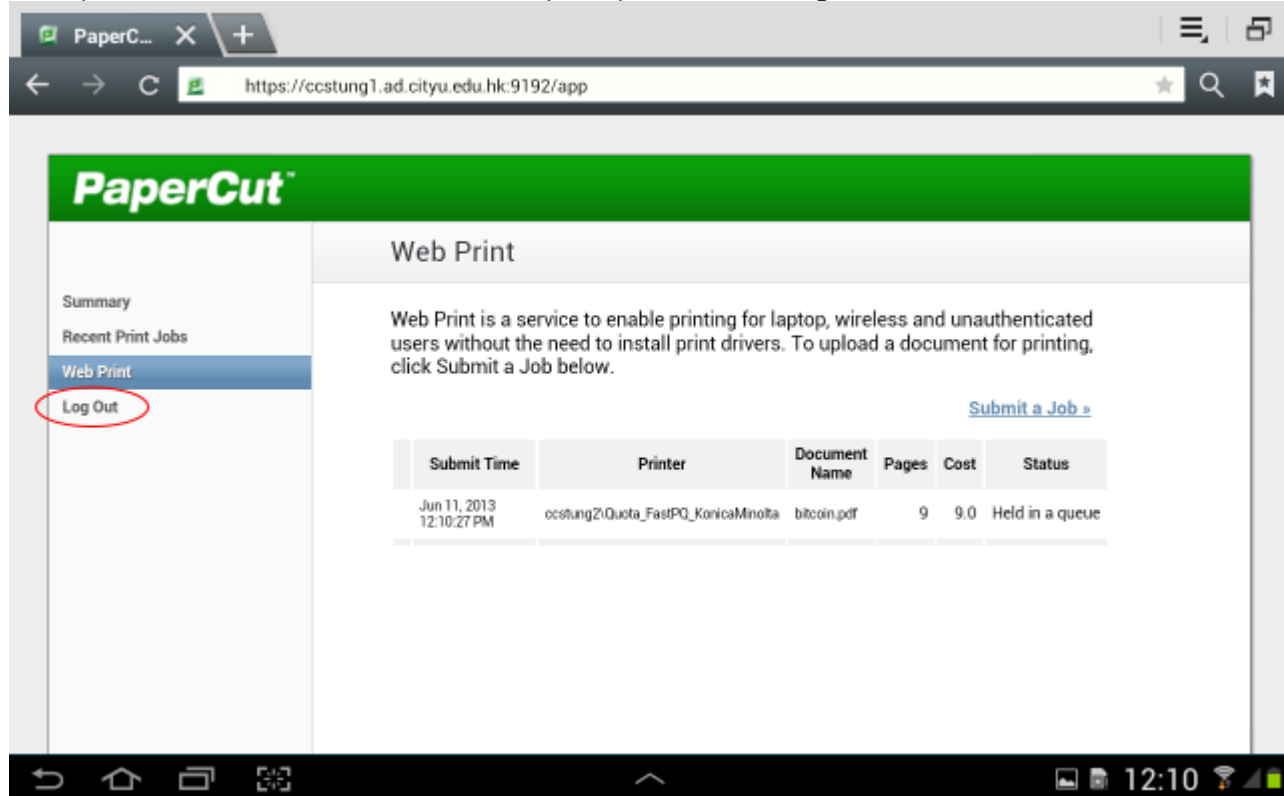 PaperC...
https://ccstung1.ad.cityu.edu.hk:9192/app
PaperCut™
Web Print
Summary
Recent Print Jobs
Web Print
Log Out
Web Print is a service to enable printing for laptop, wireless and unauthenticated
users without the need to install print drivers. To upload a document for printing,
click Submit a Job below.
Submit a Job »
Submit Time Printer Document Name Pages Cost Status
Jun 11, 2013 12:10:27 PM ccstung2\Quota_FastPQ_KonicaMinolta bitcoin.pdf 9 9.0 Held in a queue
12:10